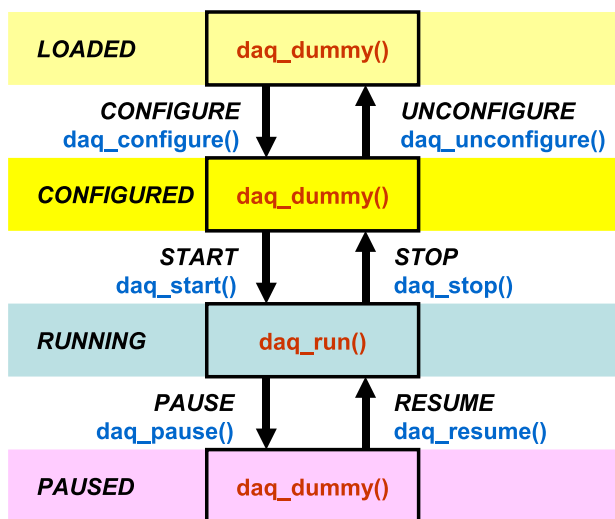 LOADED
daq_dummy()
CONFIGURE
daq_configure()
UNCONFIGURE
daq_unconfigure()
CONFIGURED
daq_dummy()
START
daq_start()
STOP
daq_stop()
RUNNING
daq_run()
PAUSE
daq_pause()
RESUME
daq_resume()
PAUSED
daq_dummy()